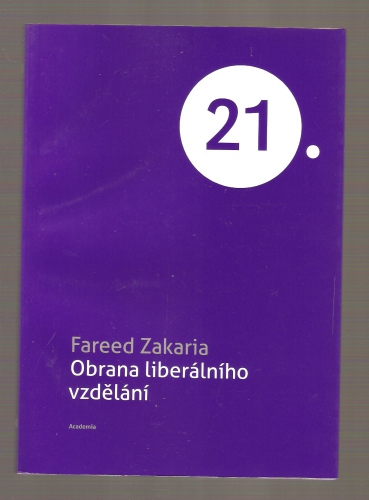 21.
Fareed Zakaria
Obrana liberálního
vzdělání
Academia